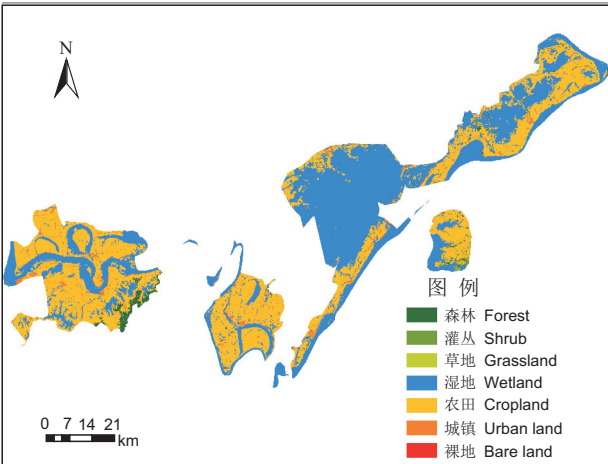 N
图 例
森林 Forest
灌丛 Shrub
草地 Grassland
湿地 Wetland
农田 Cropland
城镇 Urban land
裸地 Bare land
0 7 14 21
km